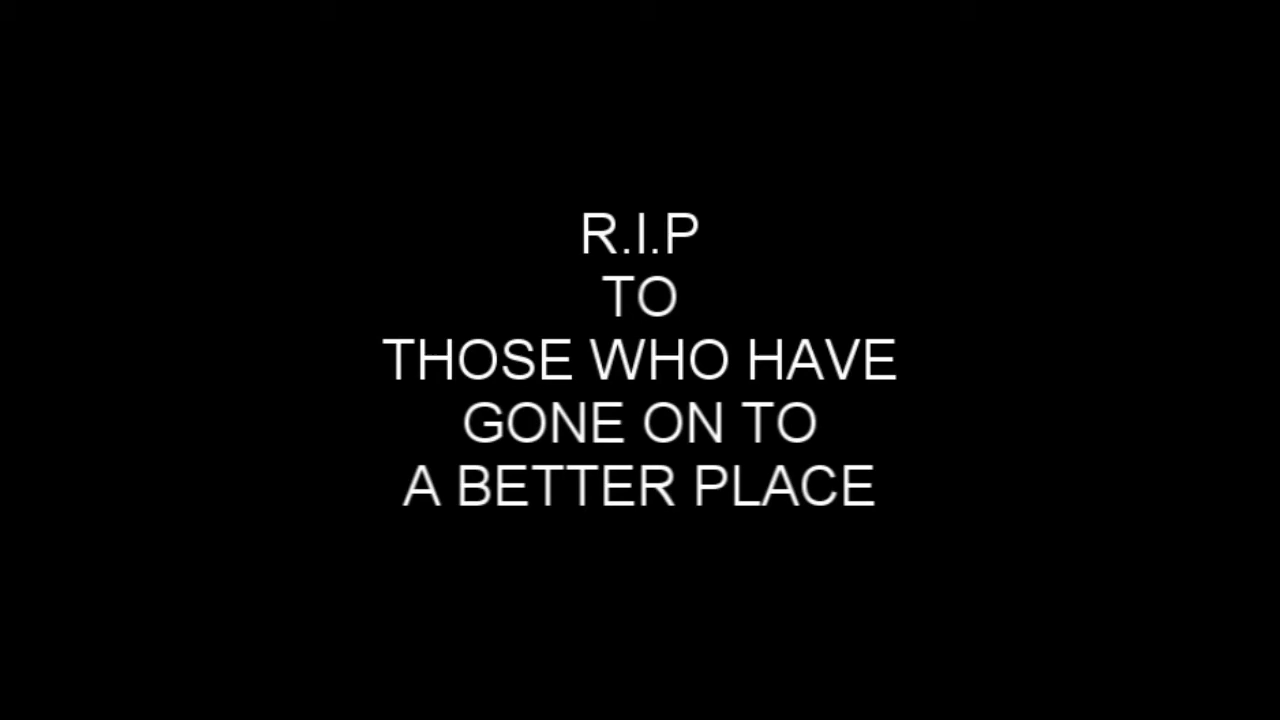 R.I.P
TO
THOSE WHO HAVE
GONE ON TO
A BETTER PLACE